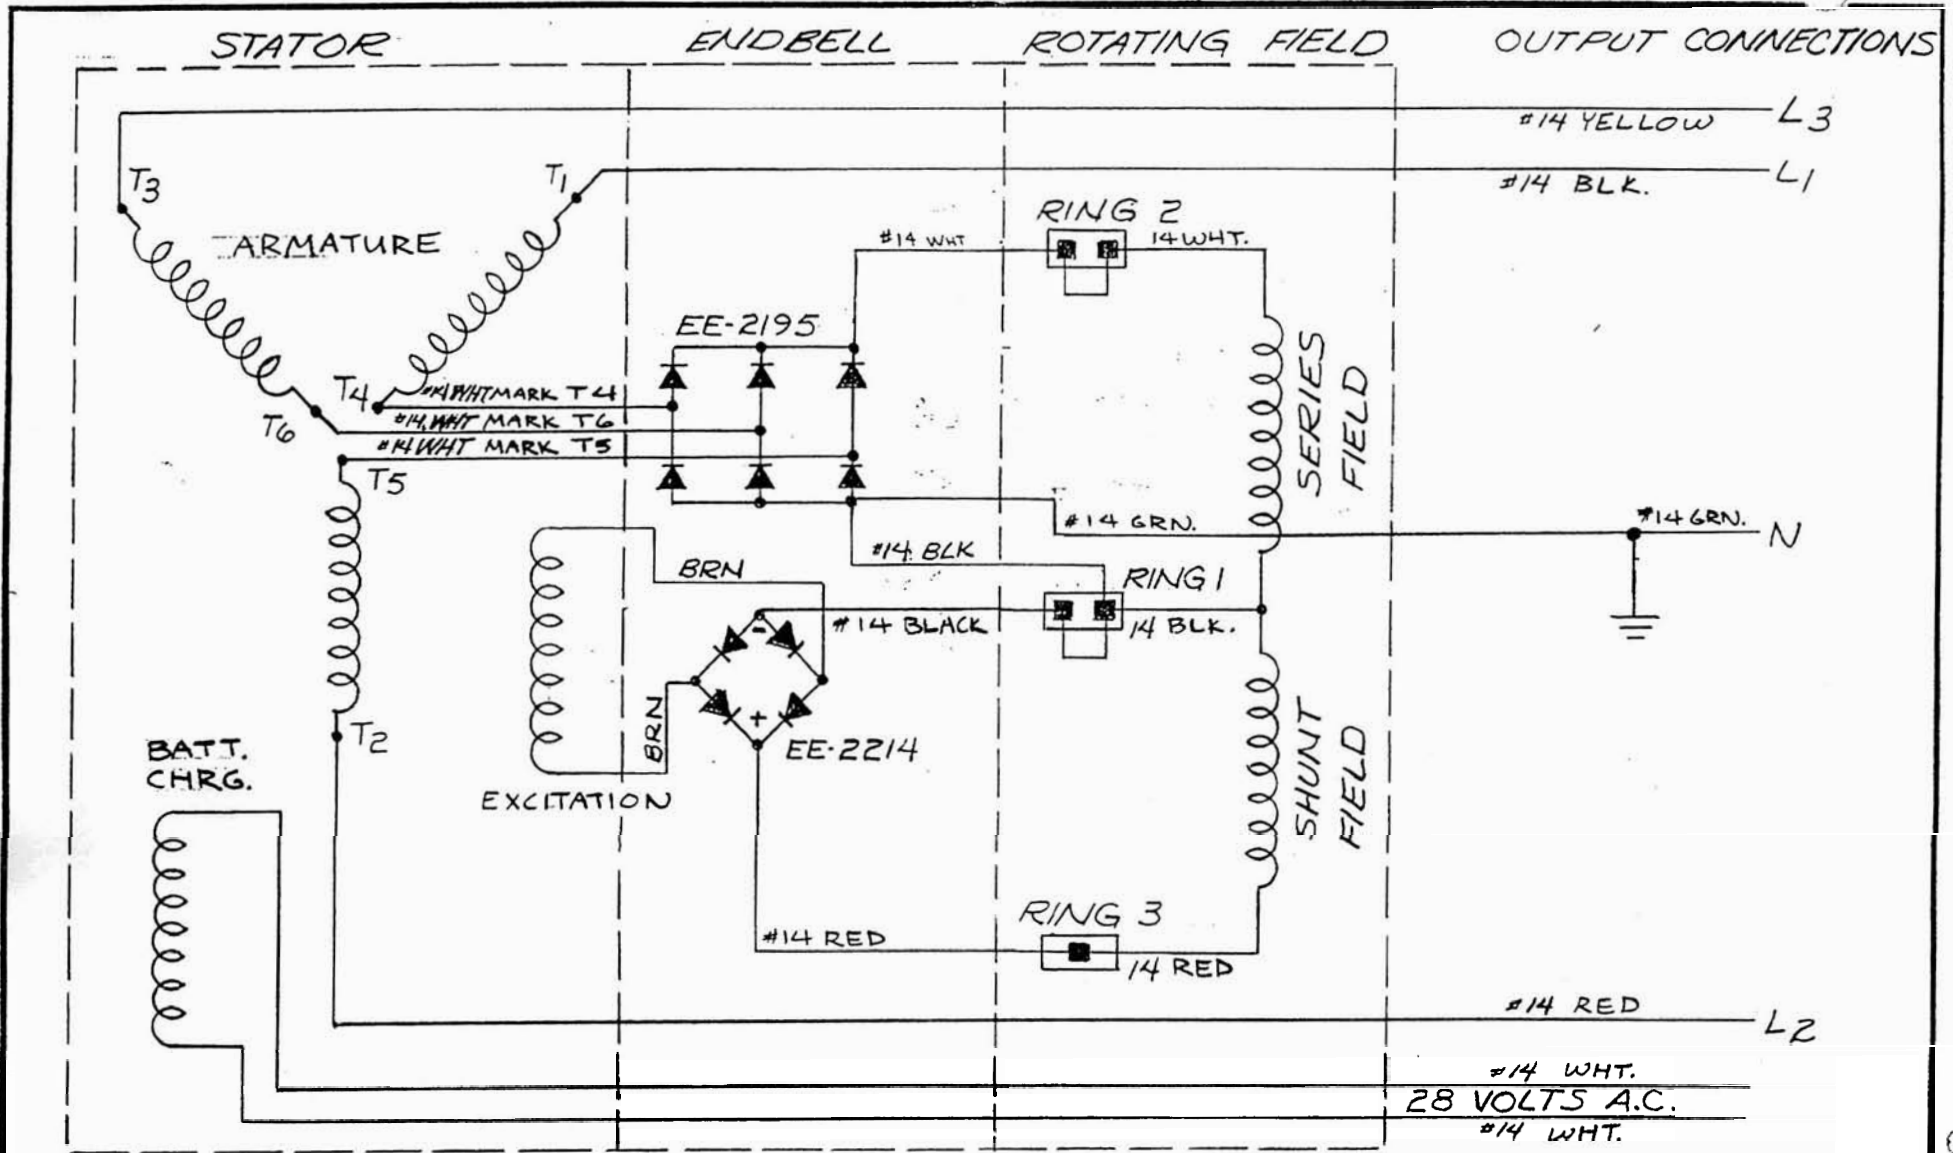 STATOR
ENDBELL
ROTATING FIELD
OUTPUT CONNECTIONS
#14 YELLOW
L3
#14 BLK.
L1
T3
T1
ARMATURE
RING 2
#14 WHT
14 WHT.
EE-2195
T4
#14 WHT MARK T4
T6
#14, WHT MARK T6
#14 WHT MARK T5
T5
SERIES
FIELD
#14 GRN.
#14 GRN.
N
#14 BLK
BRN
RING 1
#14 BLACK
14 BLK.
-
+
BRN
EE-2214
EXCITATION
T2
BATT.
CHRG.
SHUNT
FIELD
RING 3
#14 RED
14 RED
#14 RED
L2
#14 WHT.
28 VOLTS A.C.
#14 WHT.